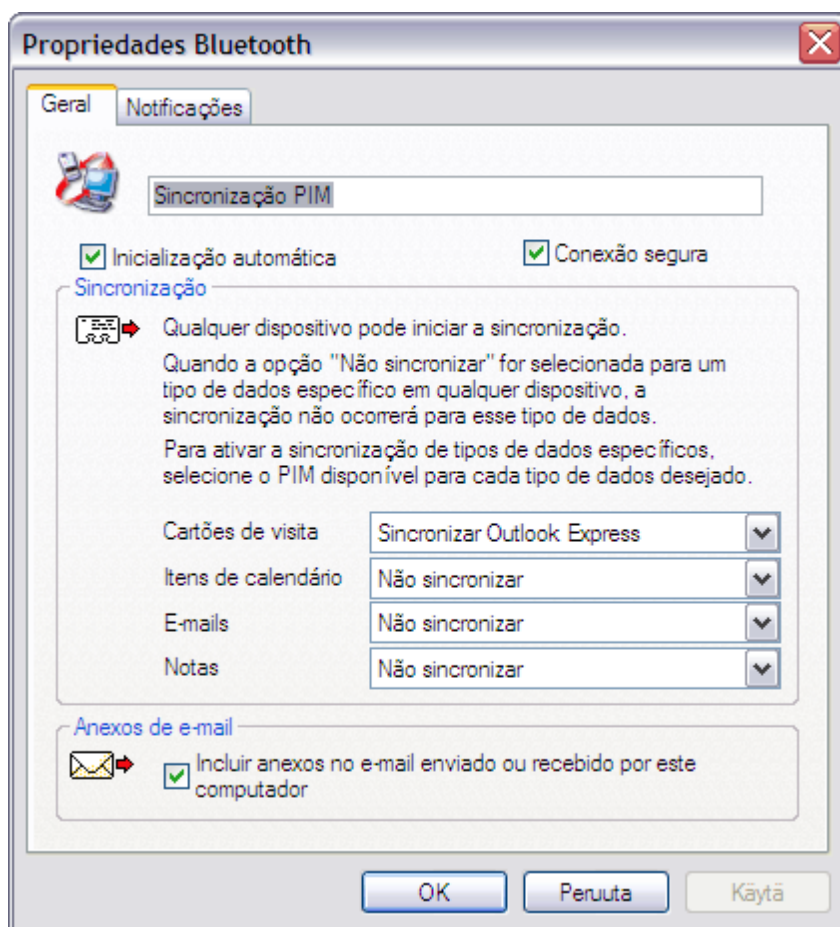 Propriedades Bluetooth
Geral
Notificações
Sincronização PIM
Inicialização automática
Conexão segura
Sincronização
Qualquer dispositivo pode iniciar a sincronização.
Quando a opção "Não sincronizar" for selecionada para um
tipo de dados específico em qualquer dispositivo, a
sincronização não ocorrerá para esse tipo de dados.
Para ativar a sincronização de tipos de dados específicos,
selecione o PIM disponível para cada tipo de dados desejado.
Cartões de visita
Sincronizar Outlook Express
Itens de calendário
Não sincronizar
E-mails
Não sincronizar
Notas
Não sincronizar
Anexos de e-mail
Incluir anexos no e-mail enviado ou recebido por este
computador
OK
Peruuta
Käytä